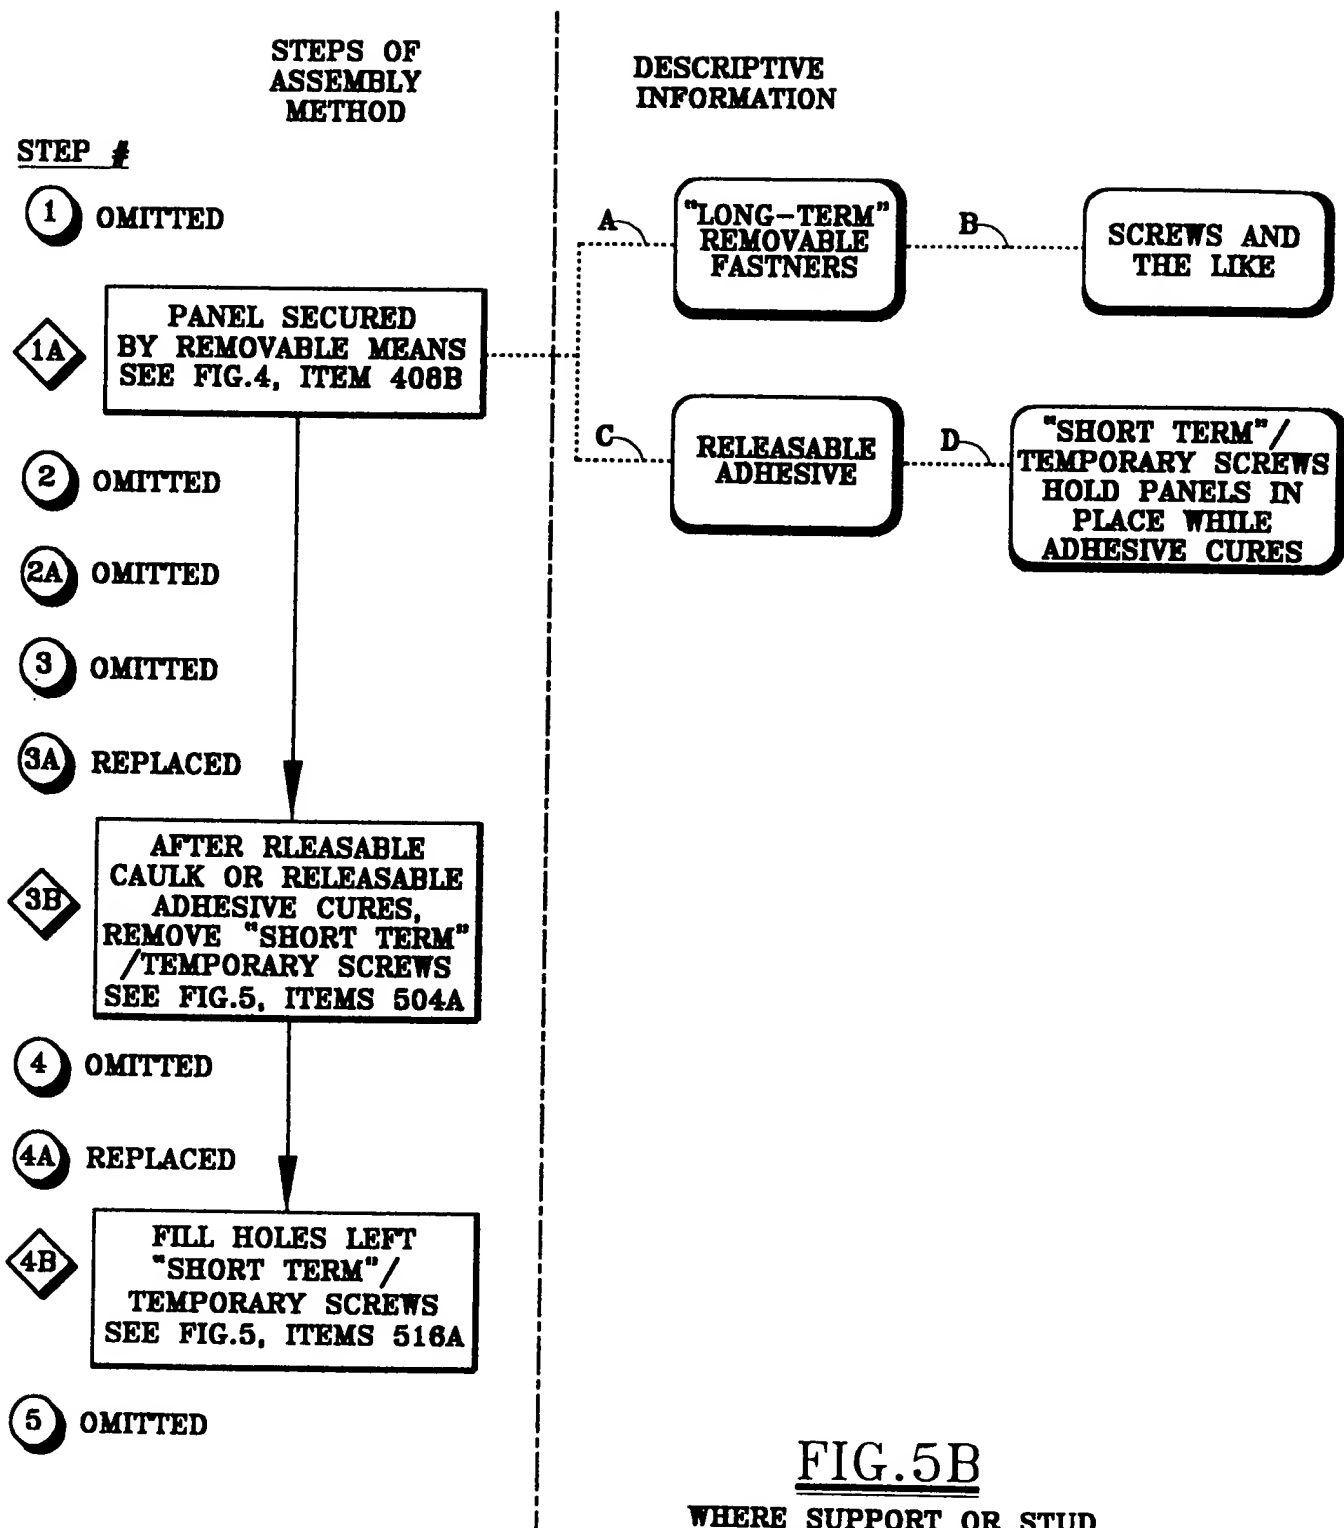 STEPS OF
ASSEMBLY
METHOD
DESCRIPTIVE
INFORMATION
STEP #
1 OMITTED
1A
PANEL SECURED
BY REMOVABLE MEANS
SEE FIG.4, ITEM 408B
A
"LONG-TERM"
REMOVABLE
FASTNERS
B
SCREWS AND
THE LIKE
C
RELEASABLE
ADHESIVE
D
"SHORT TERM"/
TEMPORARY SCREWS
HOLD PANELS IN
PLACE WHILE
ADHESIVE CURES
2 OMITTED
2A OMITTED
3 OMITTED
3A REPLACED
3B
AFTER RLEASABLE
CAULK OR RELEASABLE
ADHESIVE CURES,
REMOVE "SHORT TERM"
/TEMPORARY SCREWS
SEE FIG.5, ITEMS 504A
4 OMITTED
4A REPLACED
4B
FILL HOLES LEFT
"SHORT TERM"/
TEMPORARY SCREWS
SEE FIG.5, ITEMS 516A
5 OMITTED
FIG.5B
WHERE SUPPORT OR STUD